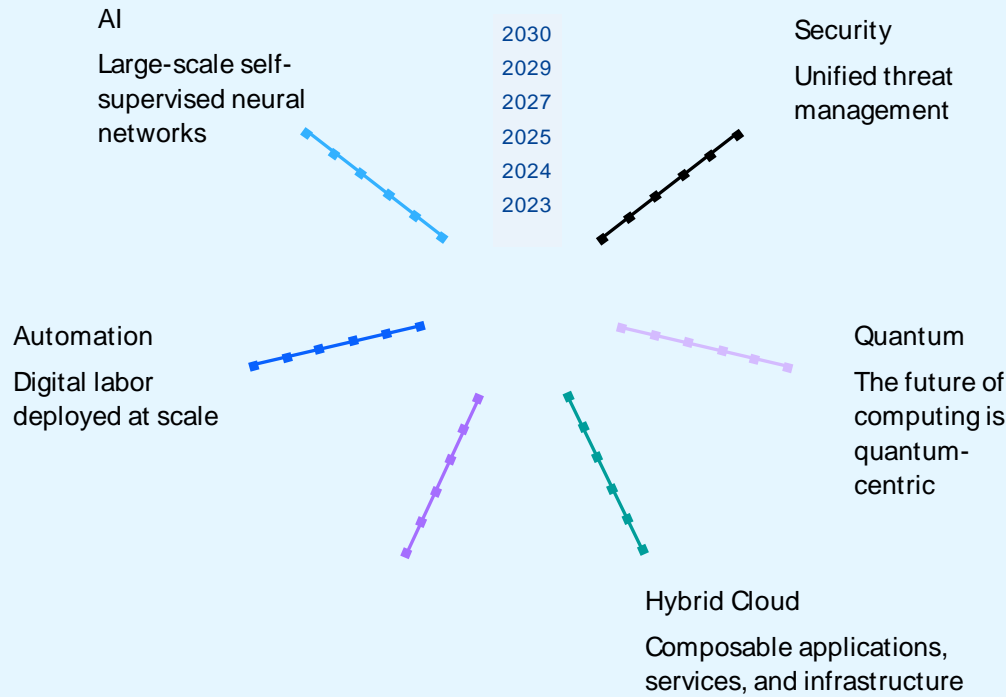 AI
Large-scale self-
supervised neural
networks
2030
2029
2027
2025
2024
2023
Security
Unified threat
management
Automation
Digital labor
deployed at scale
Quantum
The future of
computing is
quantum-
centric
Hybrid Cloud
Composable applications,
services, and infrastructure